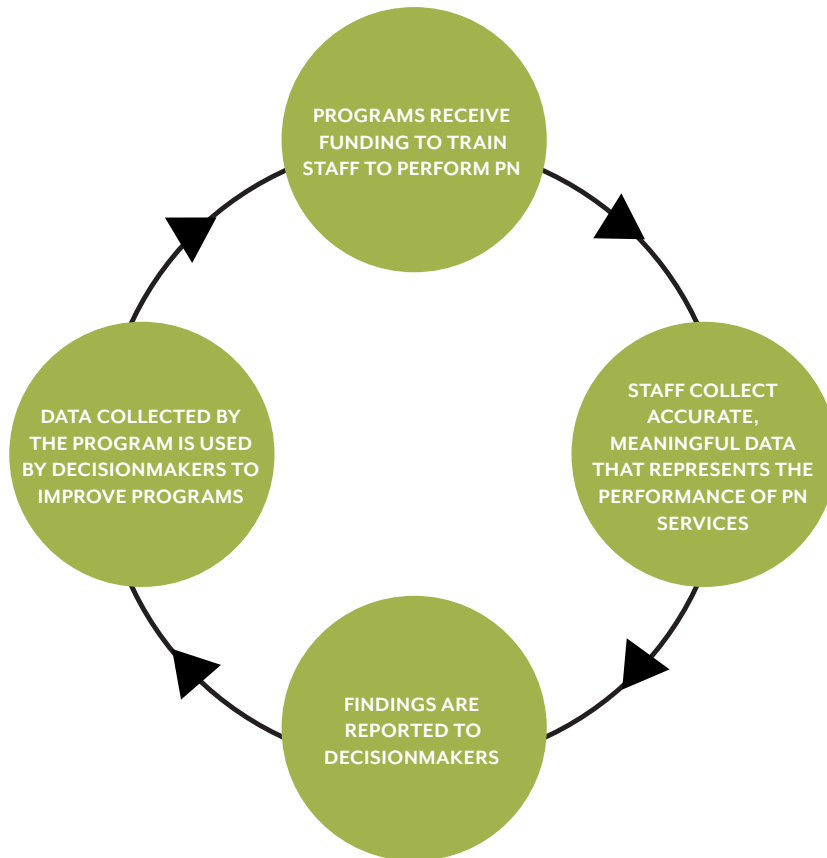 PROGRAMS RECEIVE
FUNDING TO TRAIN
STAFF TO PERFORM PN
STAFF COLLECT
ACCURATE,
MEANINGFUL DATA
THAT REPRESENTS THE
PERFORMANCE OF PN
SERVICES
FINDINGS ARE
REPORTED TO
DECISIONMAKERS
DATA COLLECTED BY
THE PROGRAM IS USED
BY DECISIONMAKERS TO
IMPROVE PROGRAMS